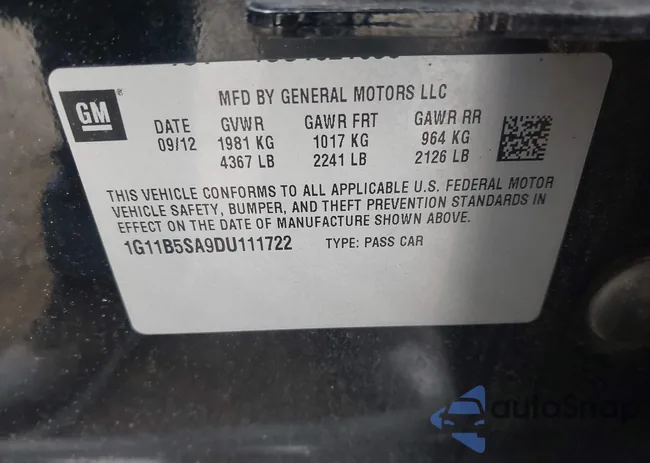 GM
MFD BY GENERAL MOTORS LLC
DATE GVWR GAWR FRT GAWR RR
09/12 1981 KG 1017 KG 964 KG
4367 LB 2241 LB 2126 LB
THIS VEHICLE CONFORMS TO ALL APPLICABLE U.S. FEDERAL MOTOR
VEHICLE SAFETY, BUMPER, AND THEFT PREVENTION STANDARDS IN
EFFECT ON THE DATE OF MANUFACTURE SHOWN ABOVE.
1G11B5SA9DU111722 TYPE: PASS CAR
autoSnap